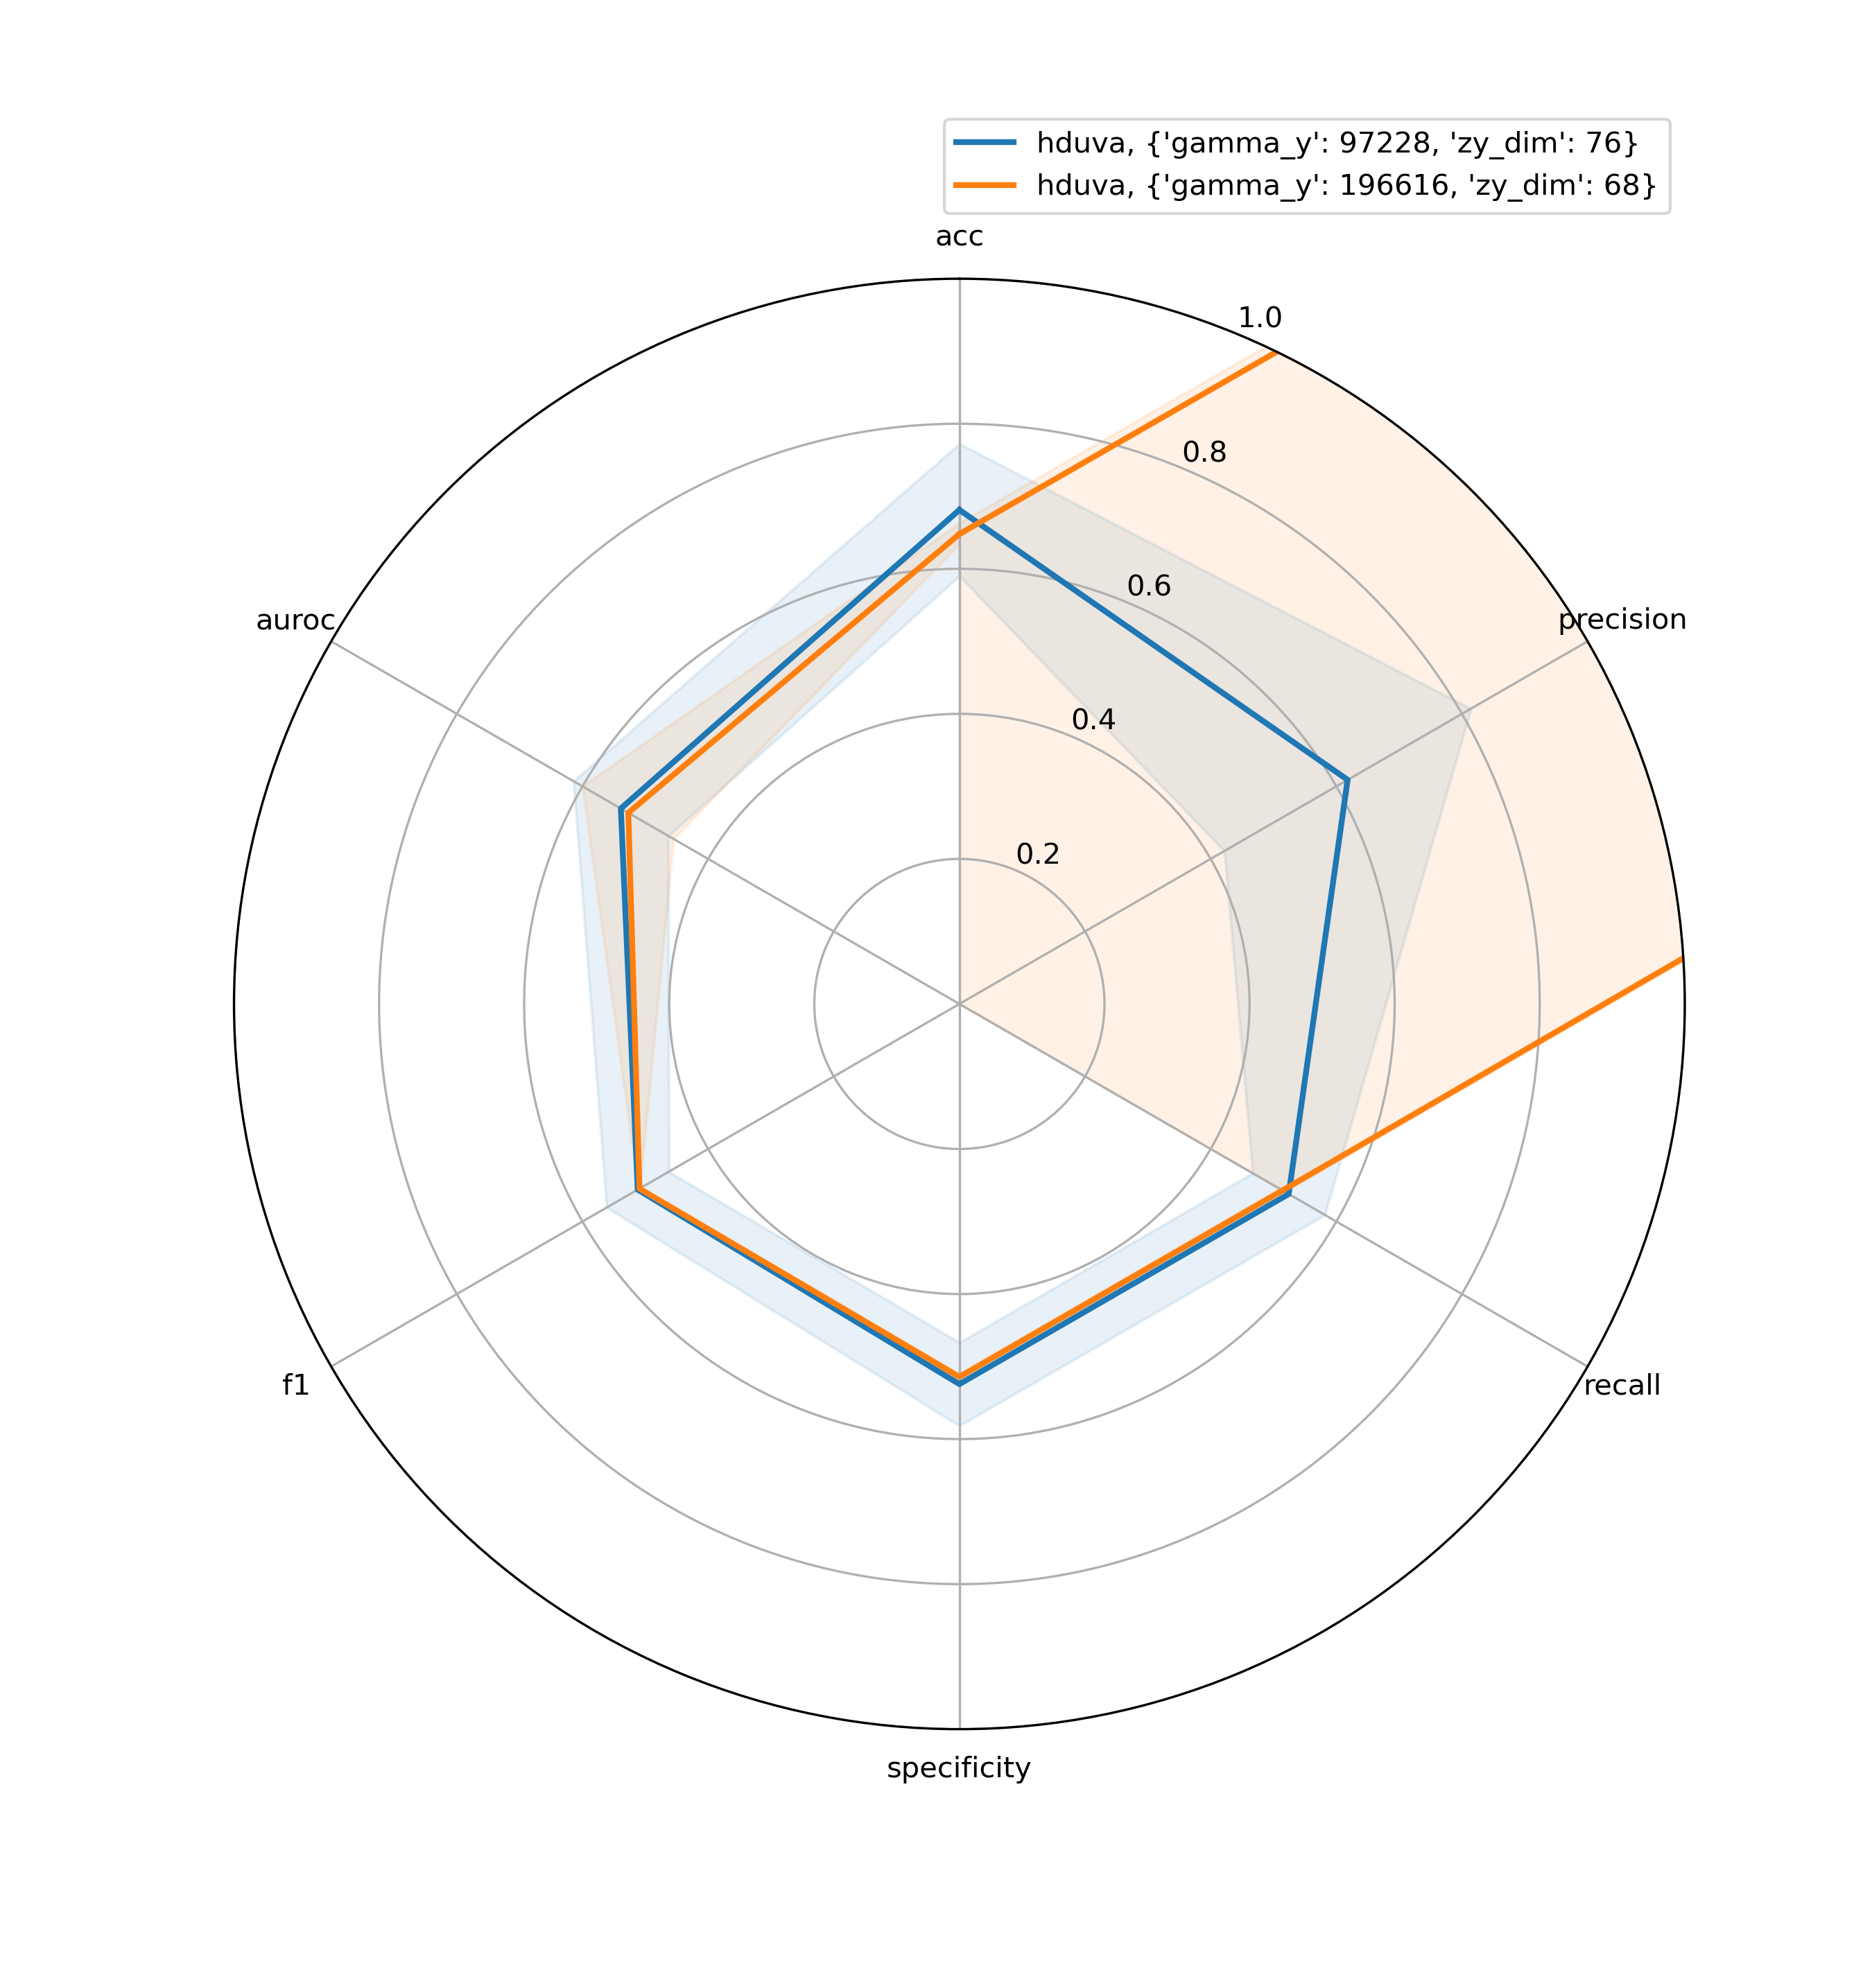 hduva, {'gamma_y': 97228, 'zy_dim': 76}
hduva, {'gamma_y': 196616, 'zy_dim': 68}
acc
1.0
0.8
0.6
precision
auroc
0.4
0.2
f1
recall
specificity